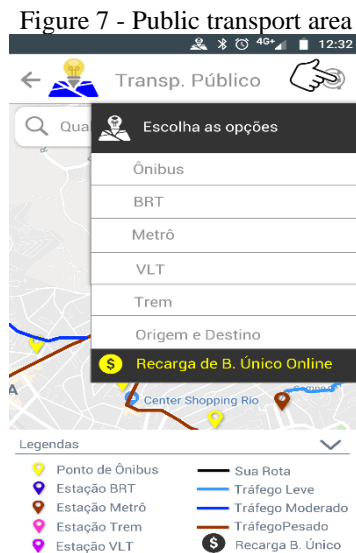 Figure 7 - Public transport area
4G+ 12:32
Transp. Público
Qua
Escolha as opções
Ônibus
BRT
Metrô
VLT
Trem
Origem e Destino
$ Recarga de B. Único Online
A
Center Shopping Rio
Legendas
Ponto de Ônibus
Estação BRT
Estação Metrô
Estação Trem
Estação VLT
Sua Rota
Tráfego Leve
Tráfego Moderado
TráfegoPesado
$ Recarga B. Único